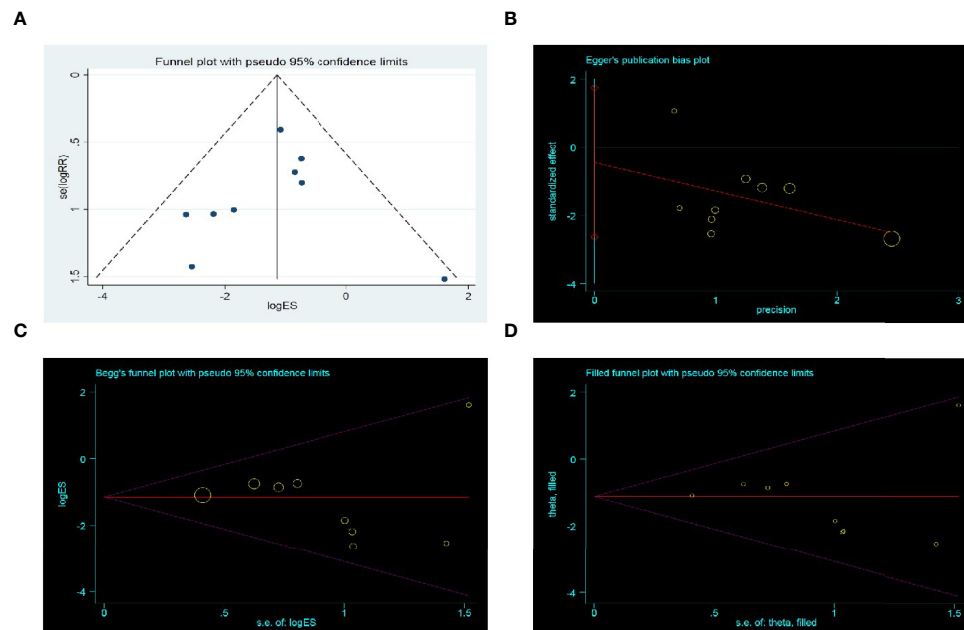 A
Funnel plot with pseudo 95% confidence limits
0
.5
1
1.5
se(logRR)
-4
-2
0
2
logES
B
Egger's publication bias plot
2
0
-2
-4
standardized effect
0
1
2
3
precision
C
Begg's funnel plot with pseudo 95% confidence limits
2
0
-2
-4
logES
0
.5
1
1.5
s.e. of: logES
D
Filled funnel plot with pseudo 95% confidence limits
2
0
-2
-4
theta, filled
0
.5
1
1.5
s.e. of: theta, filled